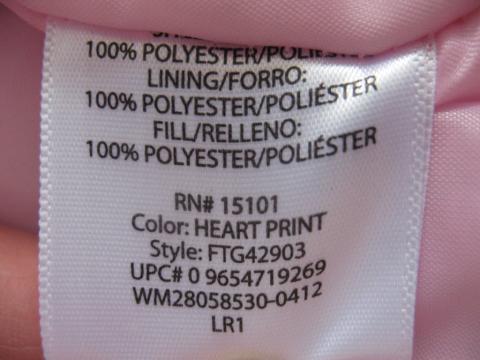 100% POLYESTER/POLIÉSTER
LINING/FORRO:
100% POLYESTER/POLIÉSTER
FILL/RELLENO:
100% POLYESTER/POLIÉSTER
RN# 15101
Color: HEART PRINT
Style: FTG42903
UPC# 0 9654719269
WM28058530-0412
LR1